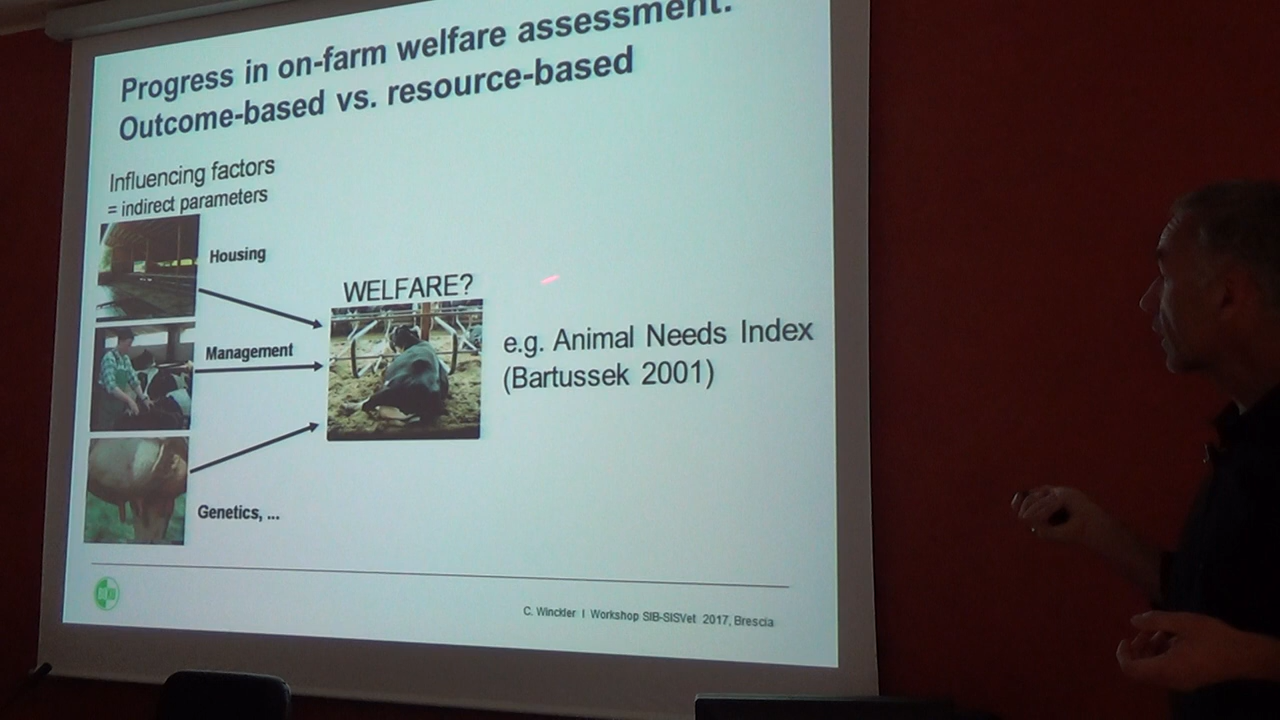 Progress in on-farm welfare assessment:
Outcome-based vs. resource-based
Influencing factors
= indirect parameters
Housing
WELFARE?
Management
e.g. Animal Needs Index
(Bartussek 2001)
Genetics, ...
C. Winckler I Workshop SIB-SISVet 2017, Brescia